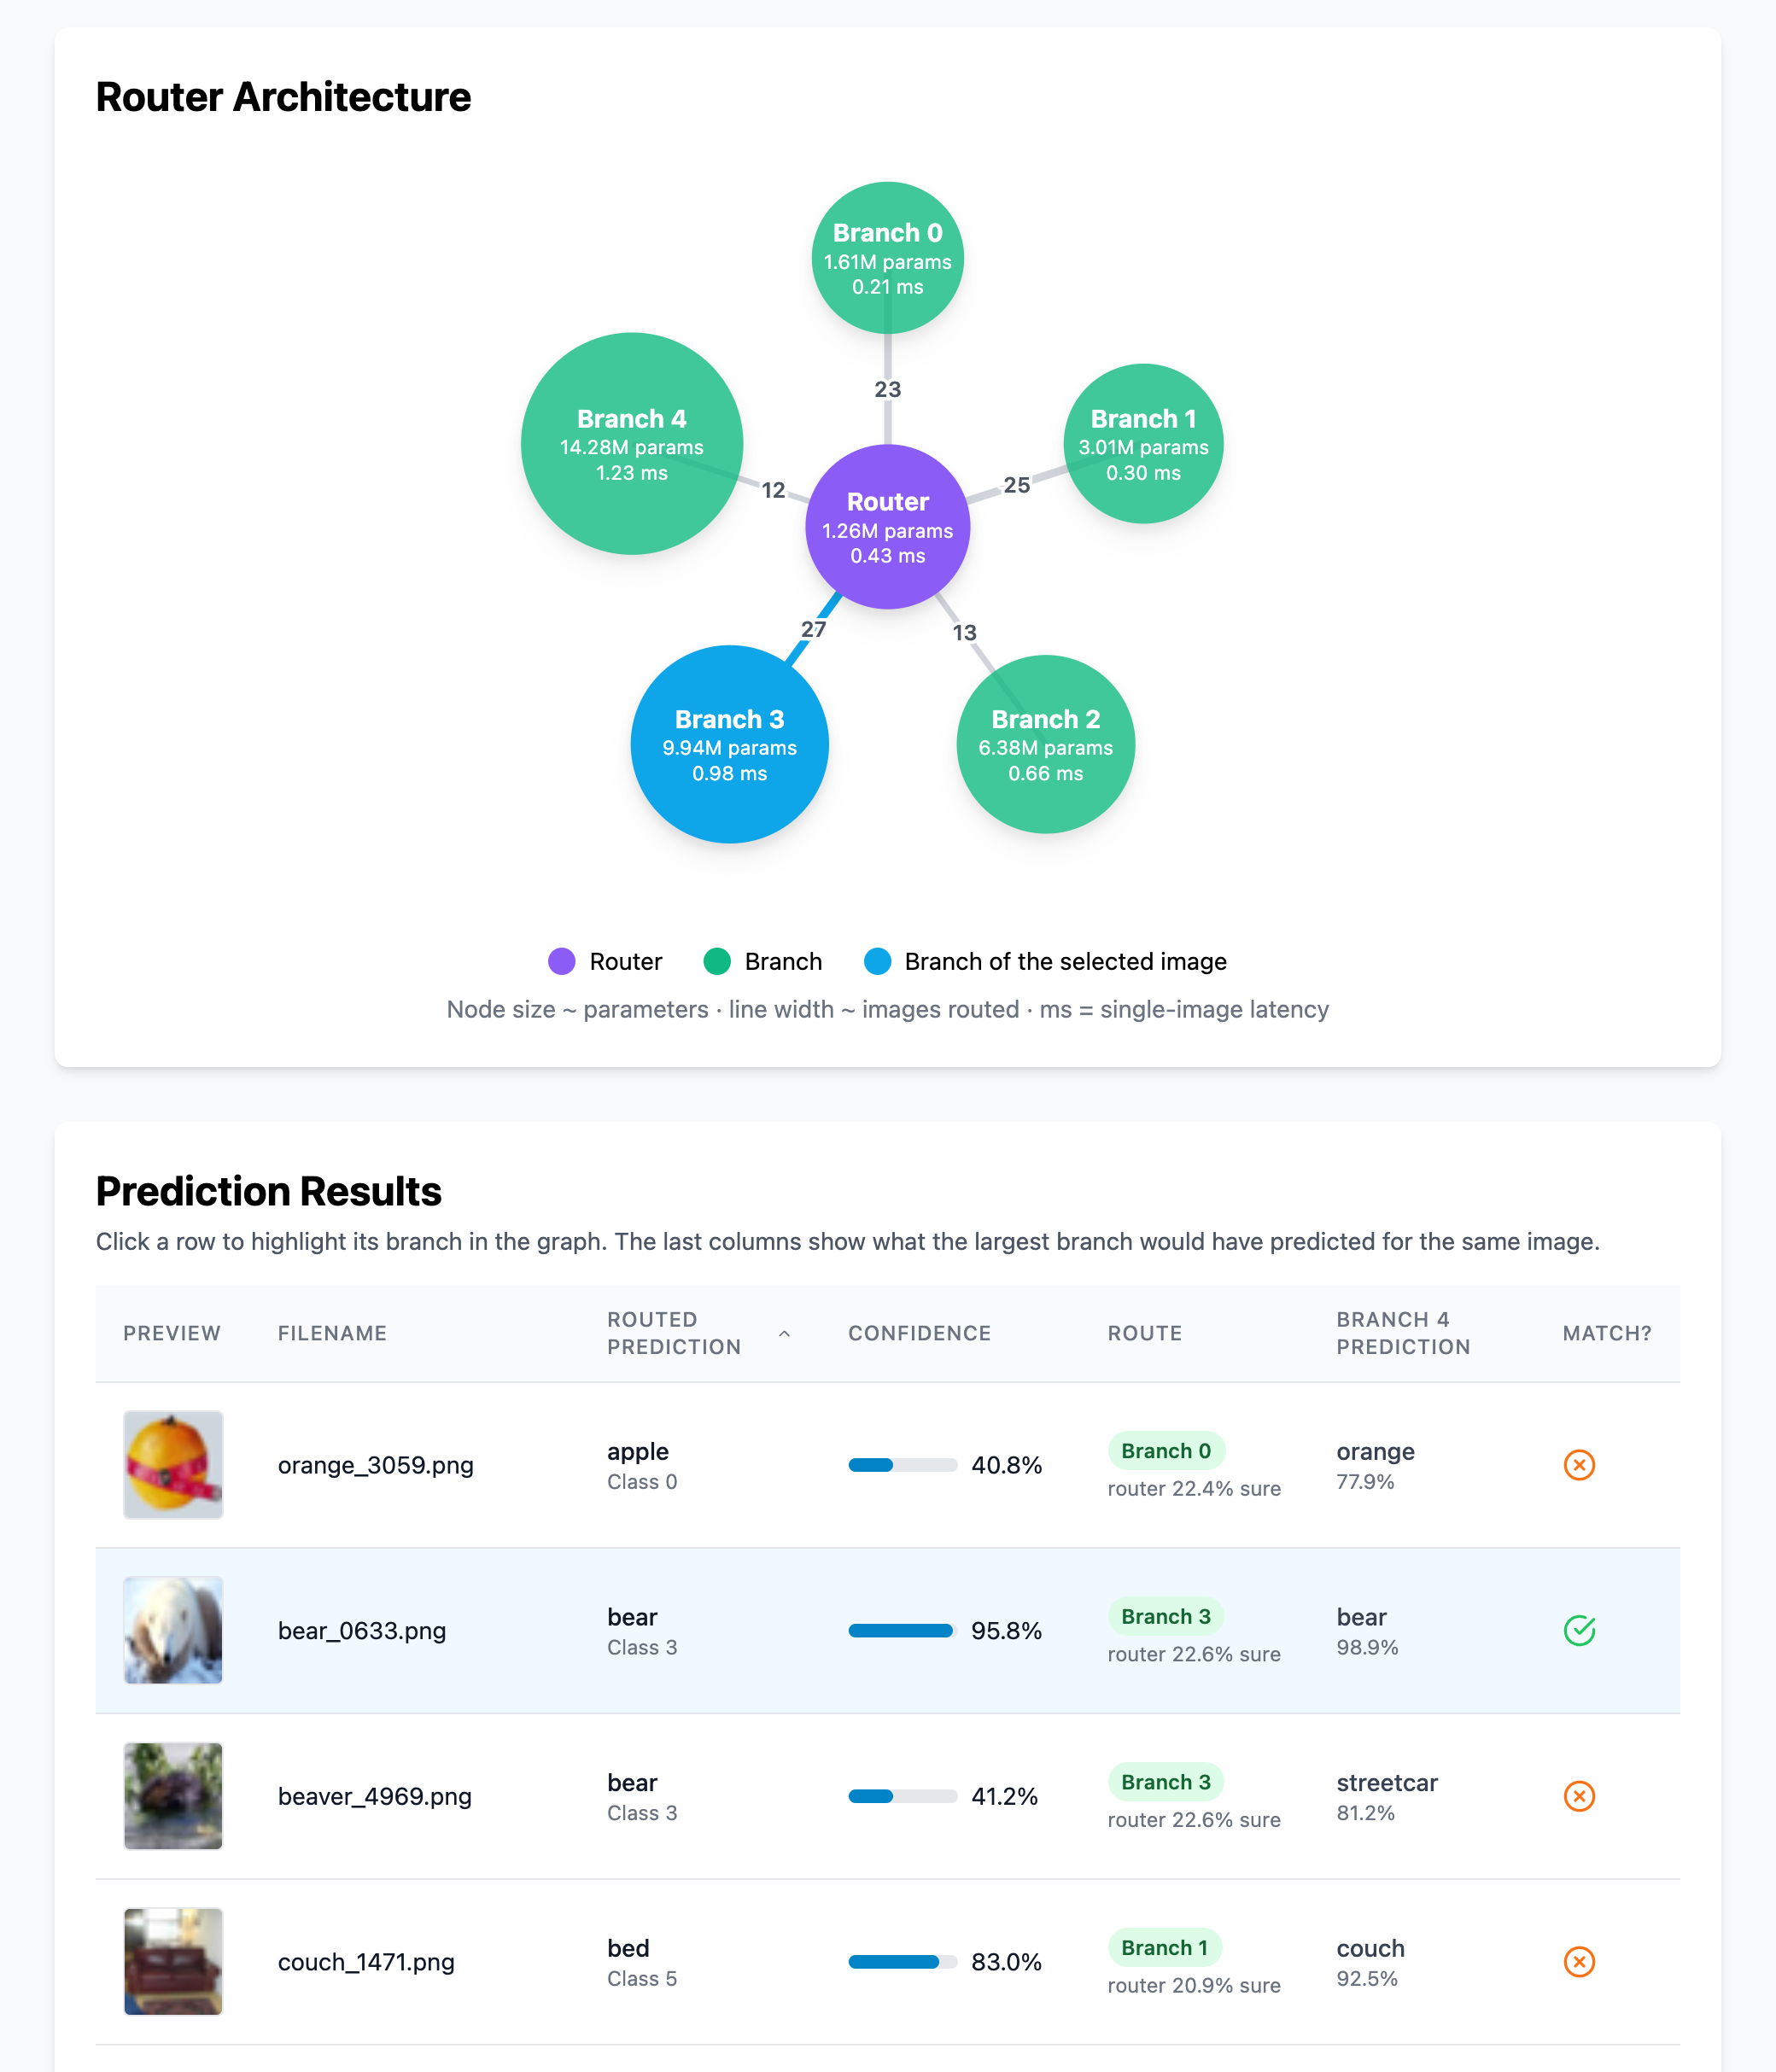 Router Architecture
Branch 0
1.61M params
0.21 ms
23
Branch 4
14.28M params
1.23 ms
12
Branch 1
3.01M params
0.30 ms
25
Router
1.26M params
0.43 ms
27
13
Branch 3
9.94M params
0.98 ms
Branch 2
6.38M params
0.66 ms
Router
Branch
Branch of the selected image
Node size ~ parameters · line width ~ images routed · ms = single-image latency
Prediction Results
Click a row to highlight its branch in the graph. The last columns show what the largest branch would have predicted for the same image.
PREVIEW
FILENAME
ROUTED
PREDICTION
CONFIDENCE
ROUTE
BRANCH 4
PREDICTION
MATCH?
orange_3059.png
apple
Class 0
40.8%
Branch 0
router 22.4% sure
orange
77.9%
bear_0633.png
bear
Class 3
95.8%
Branch 3
router 22.6% sure
bear
98.9%
beaver_4969.png
bear
Class 3
41.2%
Branch 3
router 22.6% sure
streetcar
81.2%
couch_1471.png
bed
Class 5
83.0%
Branch 1
router 20.9% sure
couch
92.5%